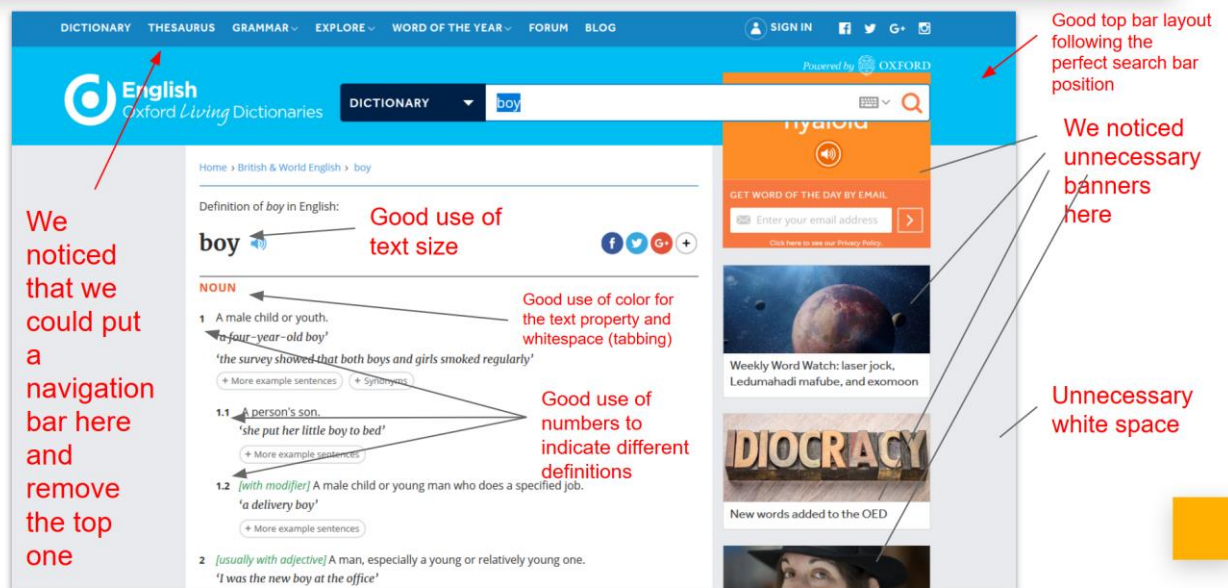 DICTIONARY THESAURUS GRAMMAR EXPLORE WORD OF THE YEAR FORUM BLOG SIGN IN G+
Powered by OXFORD
English
Oxford Living Dictionaries
DICTIONARY boy
hyaloid
Home › British & World English › boy
GET WORD OF THE DAY BY EMAIL
Enter your email address
Click here to see our Privacy Policy.
Definition of boy in English:
boy
f G+ +
NOUN
1 A male child or youth.
‘a four-year-old boy’
‘the survey showed that both boys and girls smoked regularly’
+ More example sentences + Synonyms
1.1 A person's son.
‘she put her little boy to bed’
+ More example sentences
1.2 [with modifier] A male child or young man who does a specified job.
‘a delivery boy’
+ More example sentences
2 [usually with adjective] A man, especially a young or relatively young one.
‘I was the new boy at the office’
Weekly Word Watch: laser jock,
Ledumahadi mafube, and exomoon
IDIOCRACY
New words added to the OED
We
noticed
that we
could put
a
navigation
bar here
and
remove
the top
one
Good use of
text size
Good use of color for
the text property and
whitespace (tabbing)
Good use of
numbers to
indicate different
definitions
Good top bar layout
following the
perfect search bar
position
We noticed
unnecessary
banners
here
Unnecessary
white space